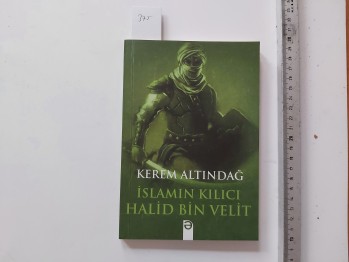 KEREM ALTINDAĞ
İSLAMIN KILICI
HALİD BİN VELİT